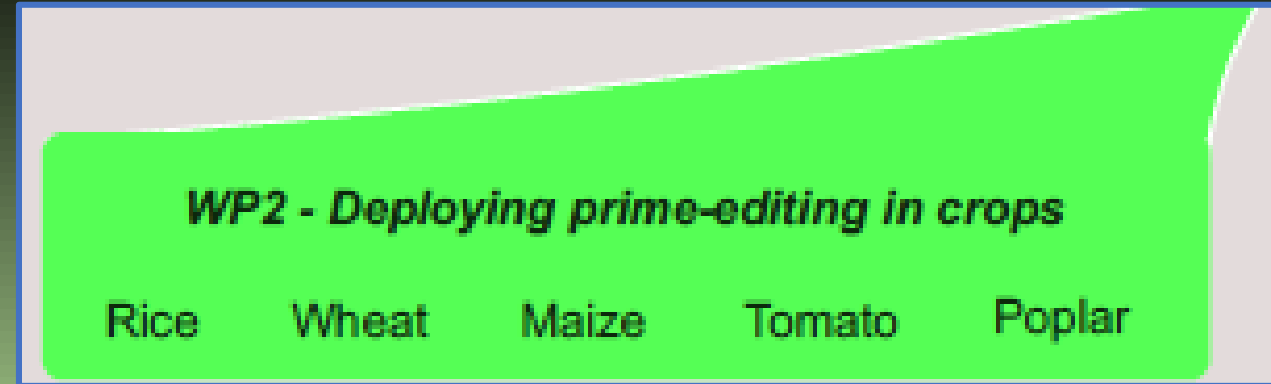 WP2 - Deploying prime-editing in crops
Rice Wheat Maize Tomato Poplar